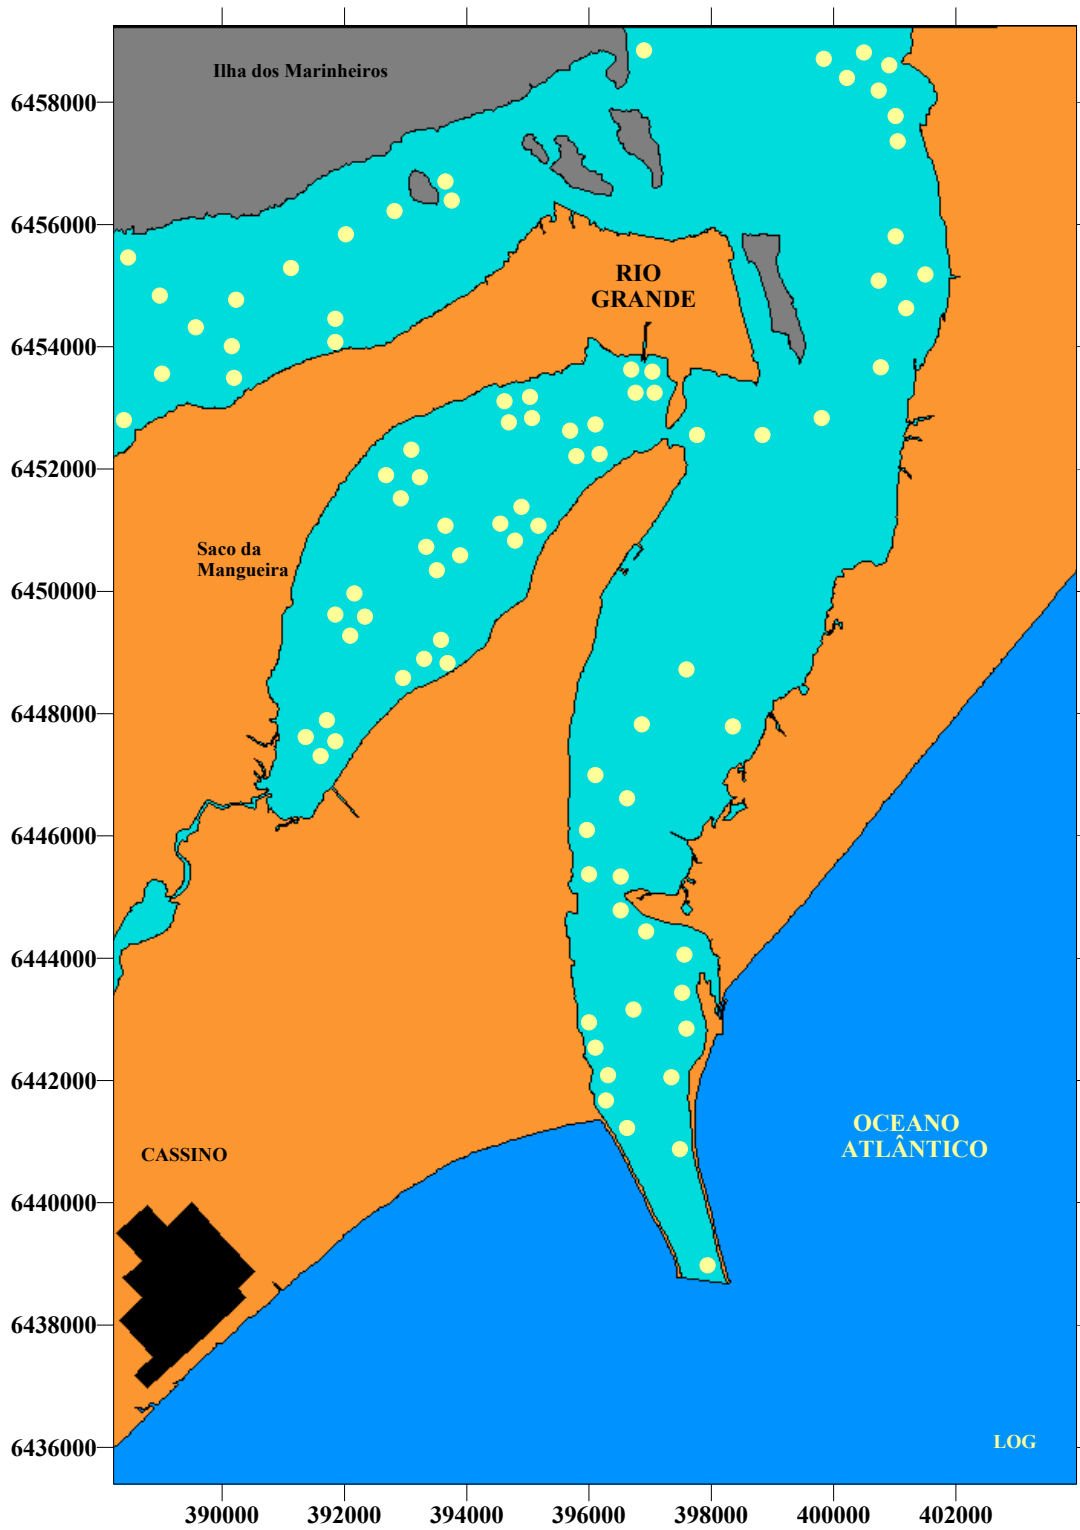 Ilha dos Marinheiros
6458000
6456000
RIO
GRANDE
6454000
6452000
Saco da
Mangueira
6450000
6448000
6446000
6444000
6442000
OCEANO
ATLÂNTICO
CASSINO
6440000
6438000
6436000
LOG
390000 392000 394000 396000 398000 400000 402000